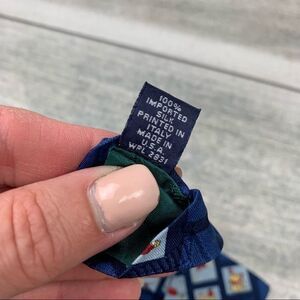 100%
IMPORTED
SILK
PRINTED IN
ITALY
MADE IN
U.S.A.
WPL 2831